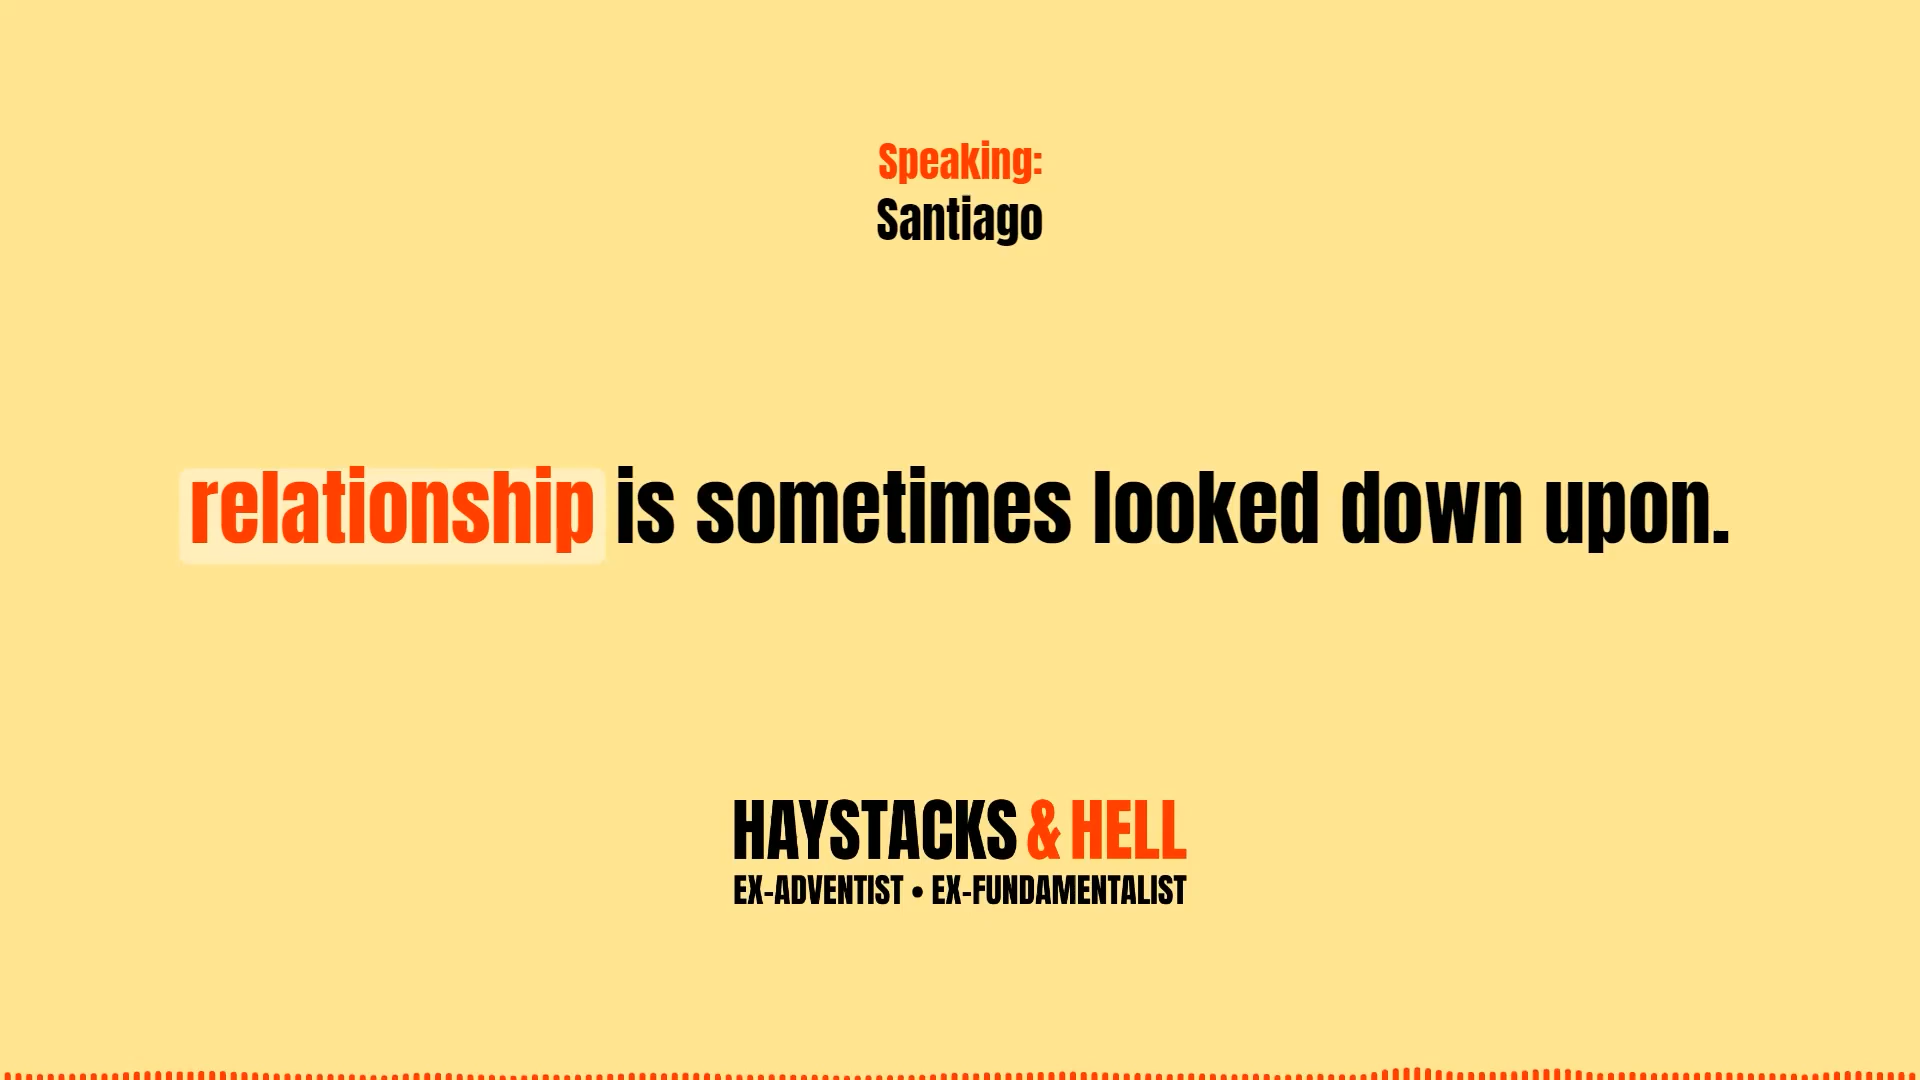 Speaking:
Santiago
relationship is sometimes looked down upon.
HAYSTACKS & HELL
EX-ADVENTIST • EX-FUNDAMENTALIST